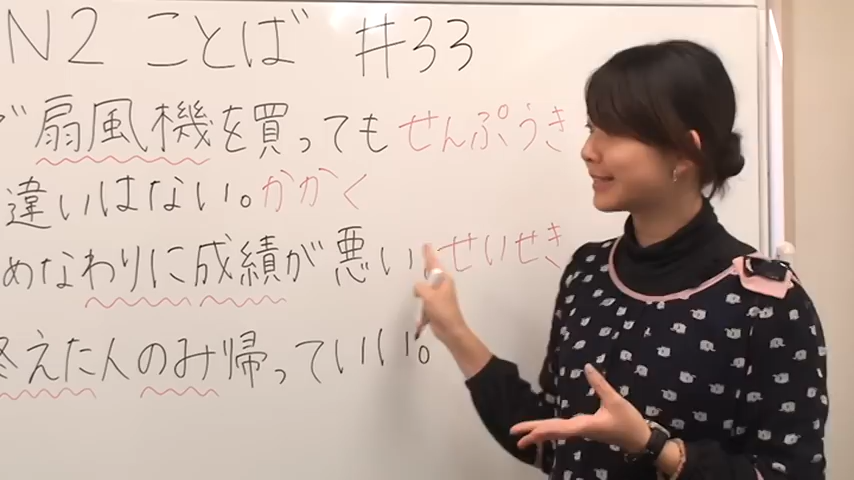 N2 ことば #33
扇風機を買っても せんぷうき
違いはない。かかく
めなわりに成績が悪い。せいせき
終えた人のみ帰っていい。